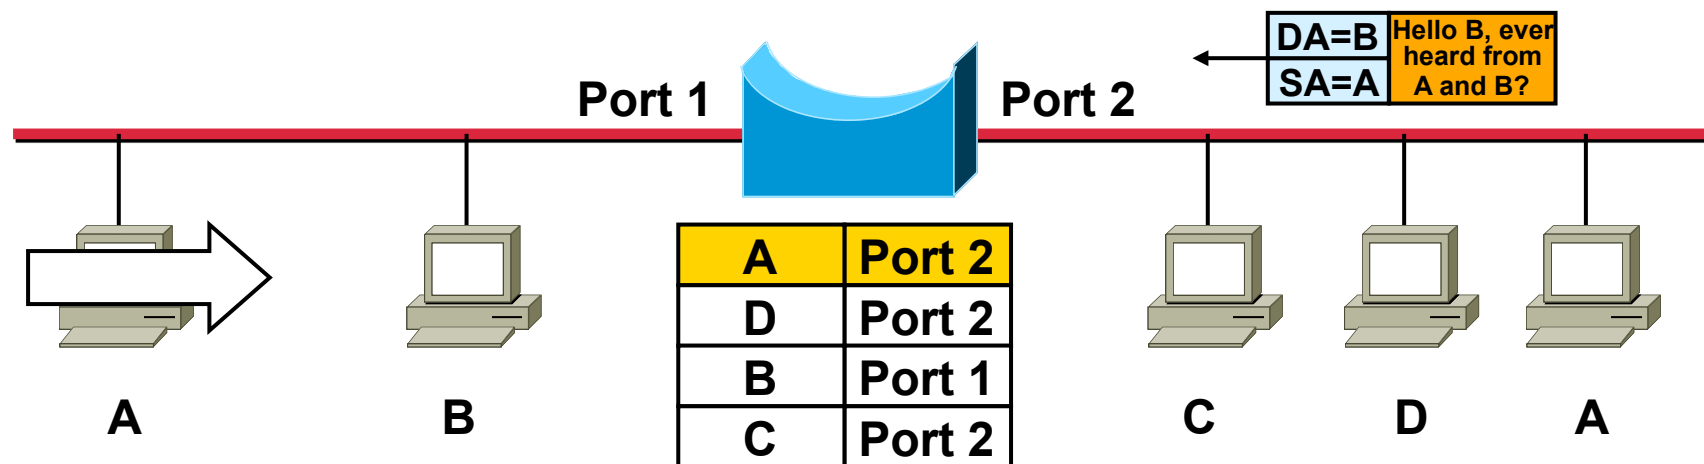 DA=B
SA=A
Hello B, ever
heard from
A and B?
Port 1
Port 2
A Port 2
D Port 2
B Port 1
C Port 2
A
B
C
D
A